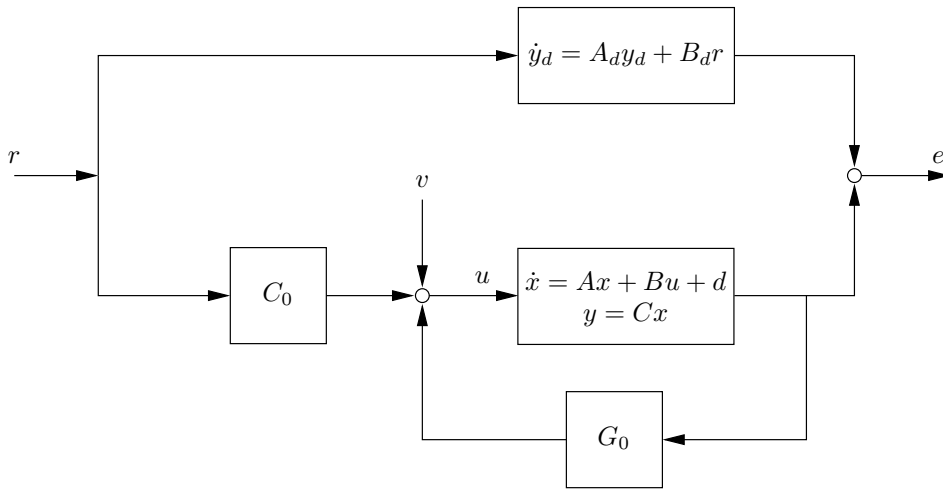 ẏ_d = A_d y_d + B_d r
r
e
v
C_0
u
ẋ = Ax + Bu + d
y = Cx
G_0